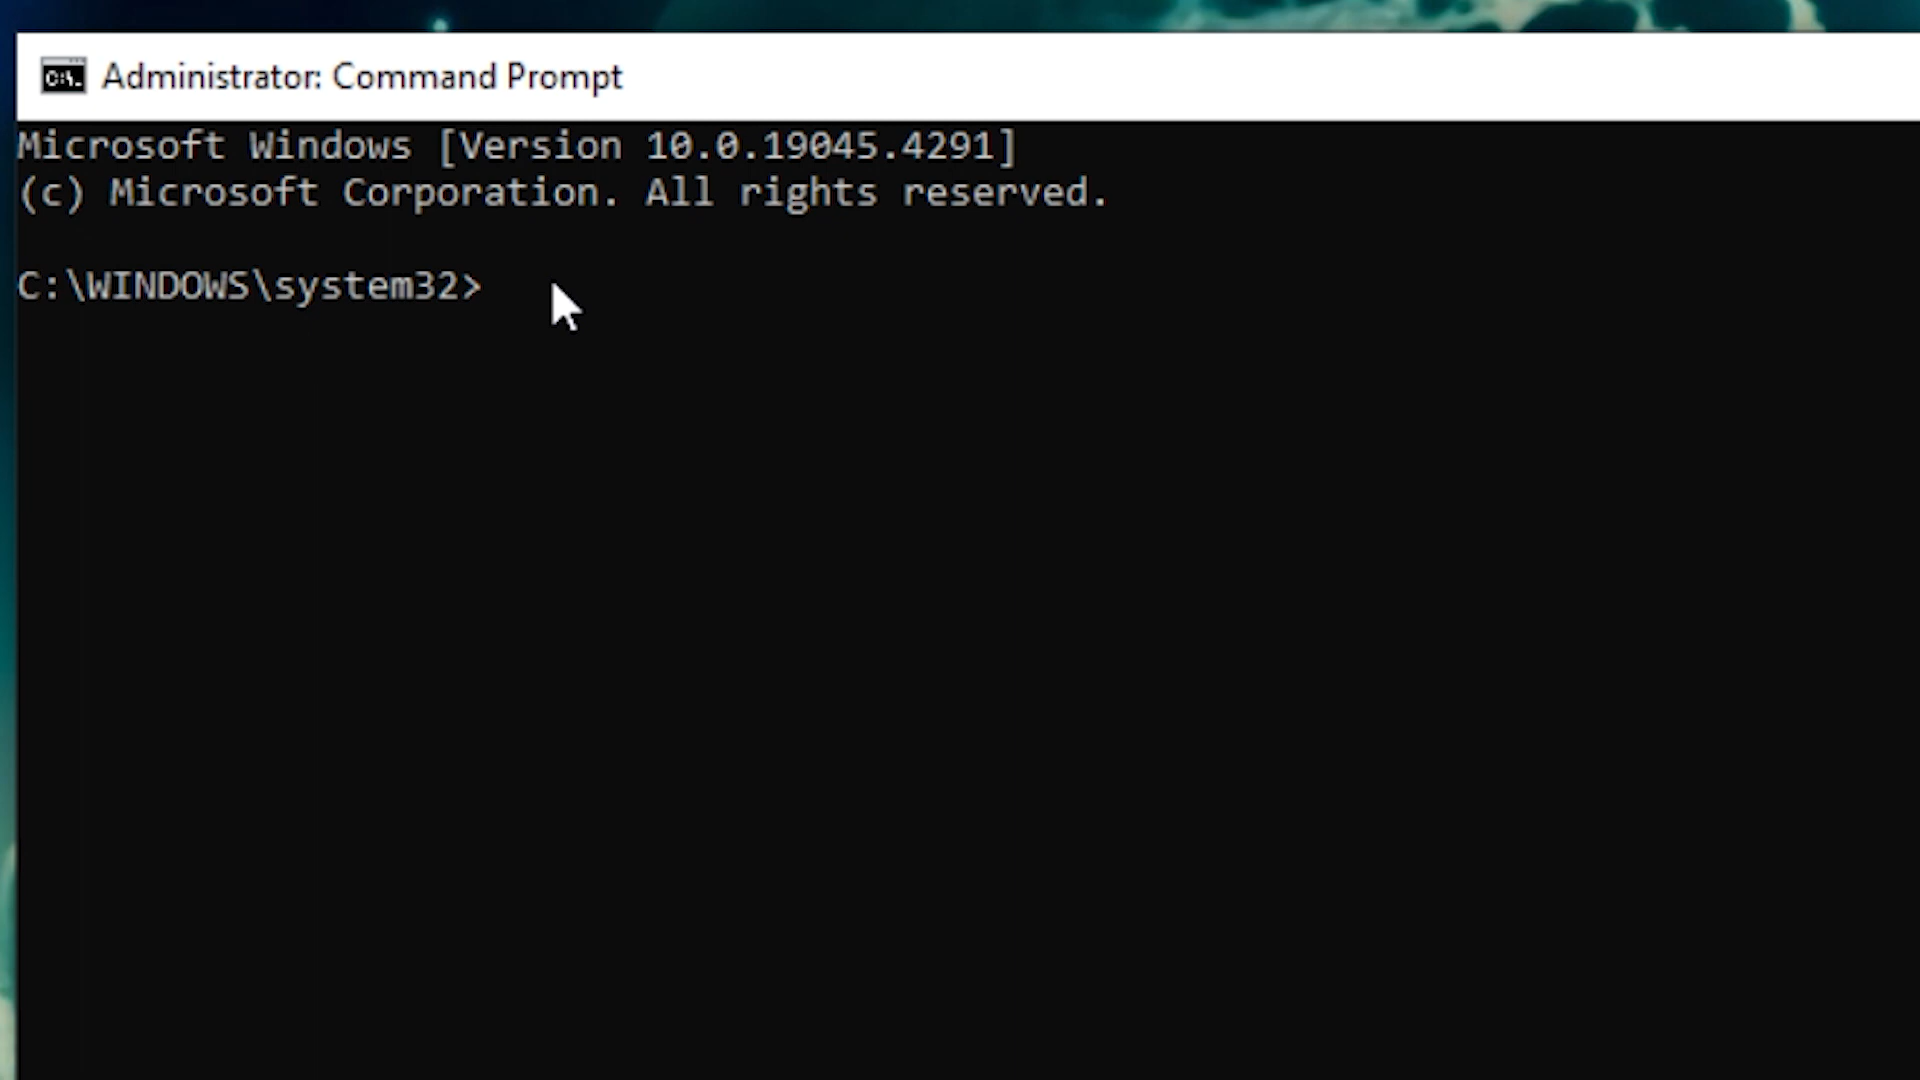 C:\.
Administrator: Command Prompt
Microsoft Windows [Version 10.0.19045.4291]
(c) Microsoft Corporation. All rights reserved.
C:\WINDOWS\system32>